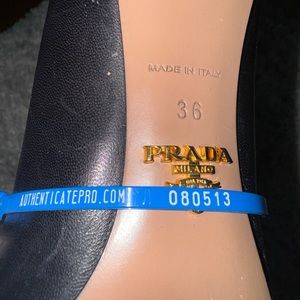 MADE IN ITALY
36
PRADA
MILANO
AUTHENTICATEPRO.COM 080513